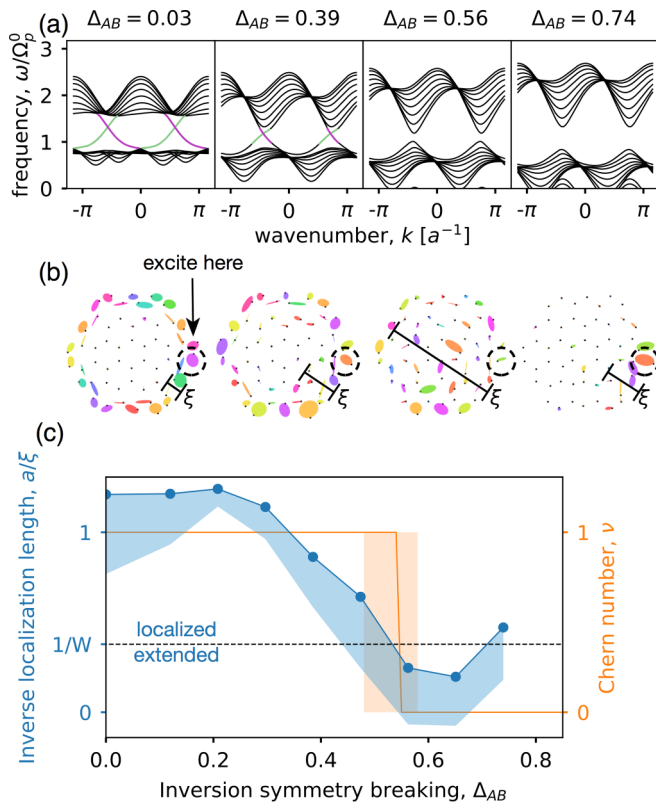 Δ_AB = 0.03 Δ_AB = 0.39 Δ_AB = 0.56 Δ_AB = 0.74
(a)
frequency, ω/Ω_p^0
3
2
1
0
-π 0 π -π 0 π -π 0 π -π 0 π
wavenumber, k [a⁻¹]
(b)
excite here
ξ ξ ξ ξ
(c)
Inverse localization length, a/ξ
1
1/W
0
localized
extended
Chern number, ν
1
0
0.0 0.2 0.4 0.6 0.8
Inversion symmetry breaking, Δ_AB